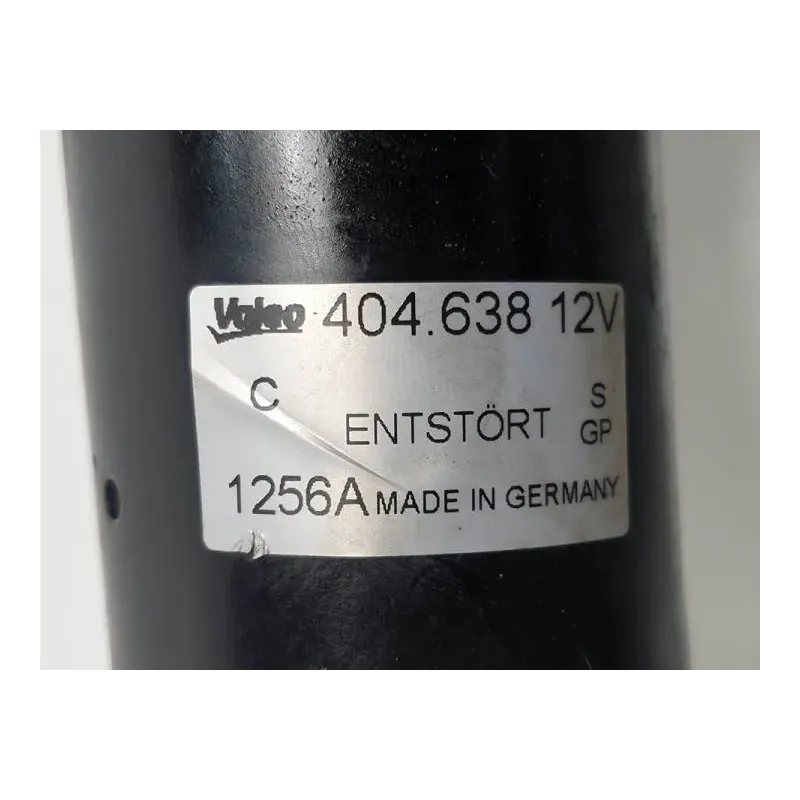 Valeo 404.638 12V
C S
ENTSTÖRT GP
1256A MADE IN GERMANY